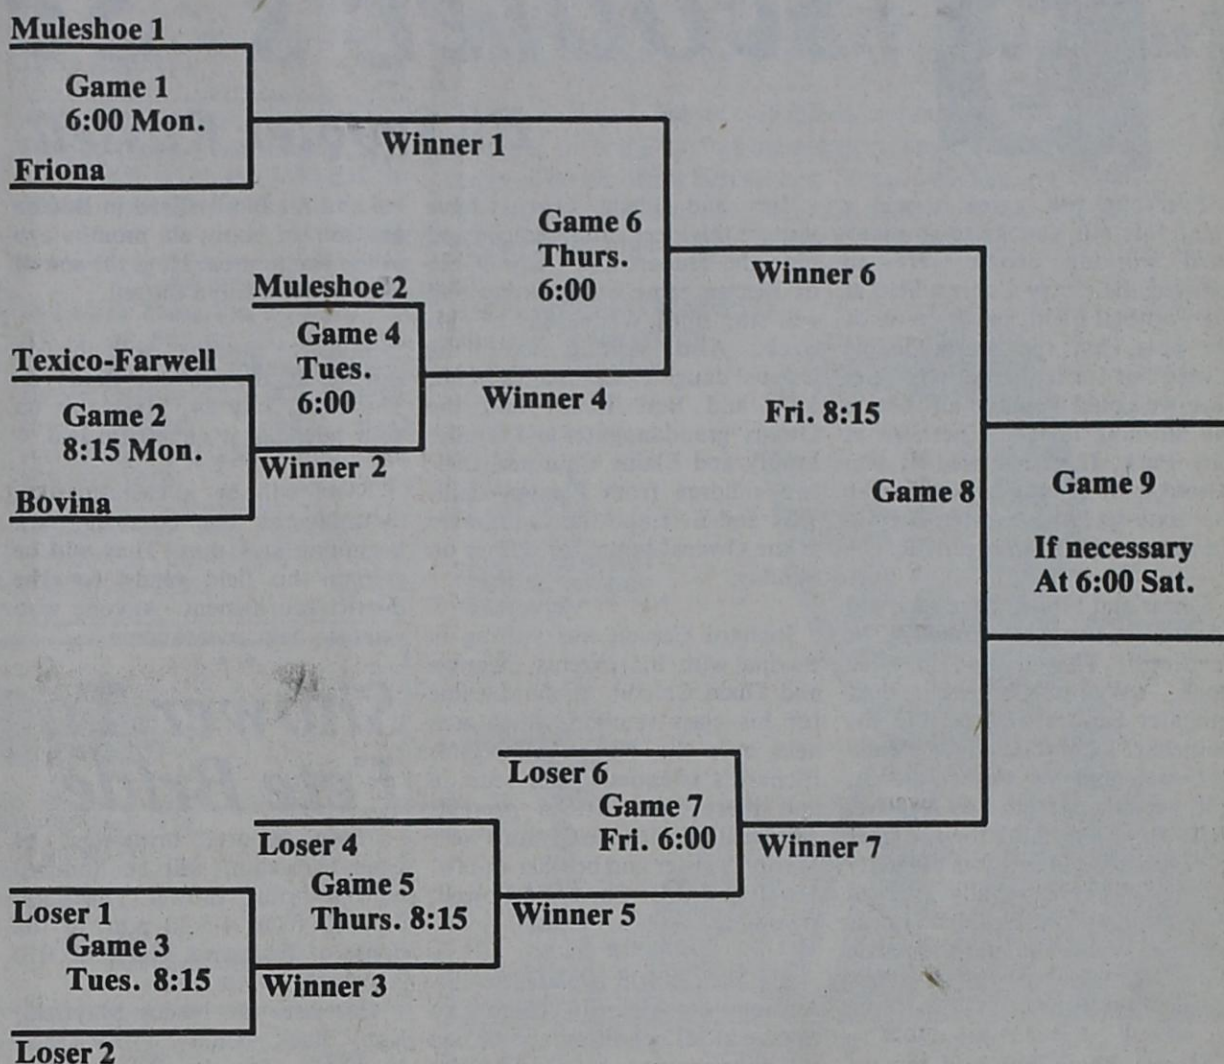 Muleshoe 1
Game 1
6:00 Mon.
Friona
Winner 1
Game 6
Thurs.
6:00
Winner 6
Muleshoe 2
Game 4
Tues.
6:00
Winner 4
Texico-Farwell
Game 2
8:15 Mon.
Winner 2
Bovina
Fri. 8:15
Game 8
Game 9
If necessary
At 6:00 Sat.
Loser 6
Game 7
Fri. 6:00
Winner 7
Loser 4
Game 5
Thurs. 8:15
Winner 5
Loser 1
Game 3
Tues. 8:15
Winner 3
Loser 2